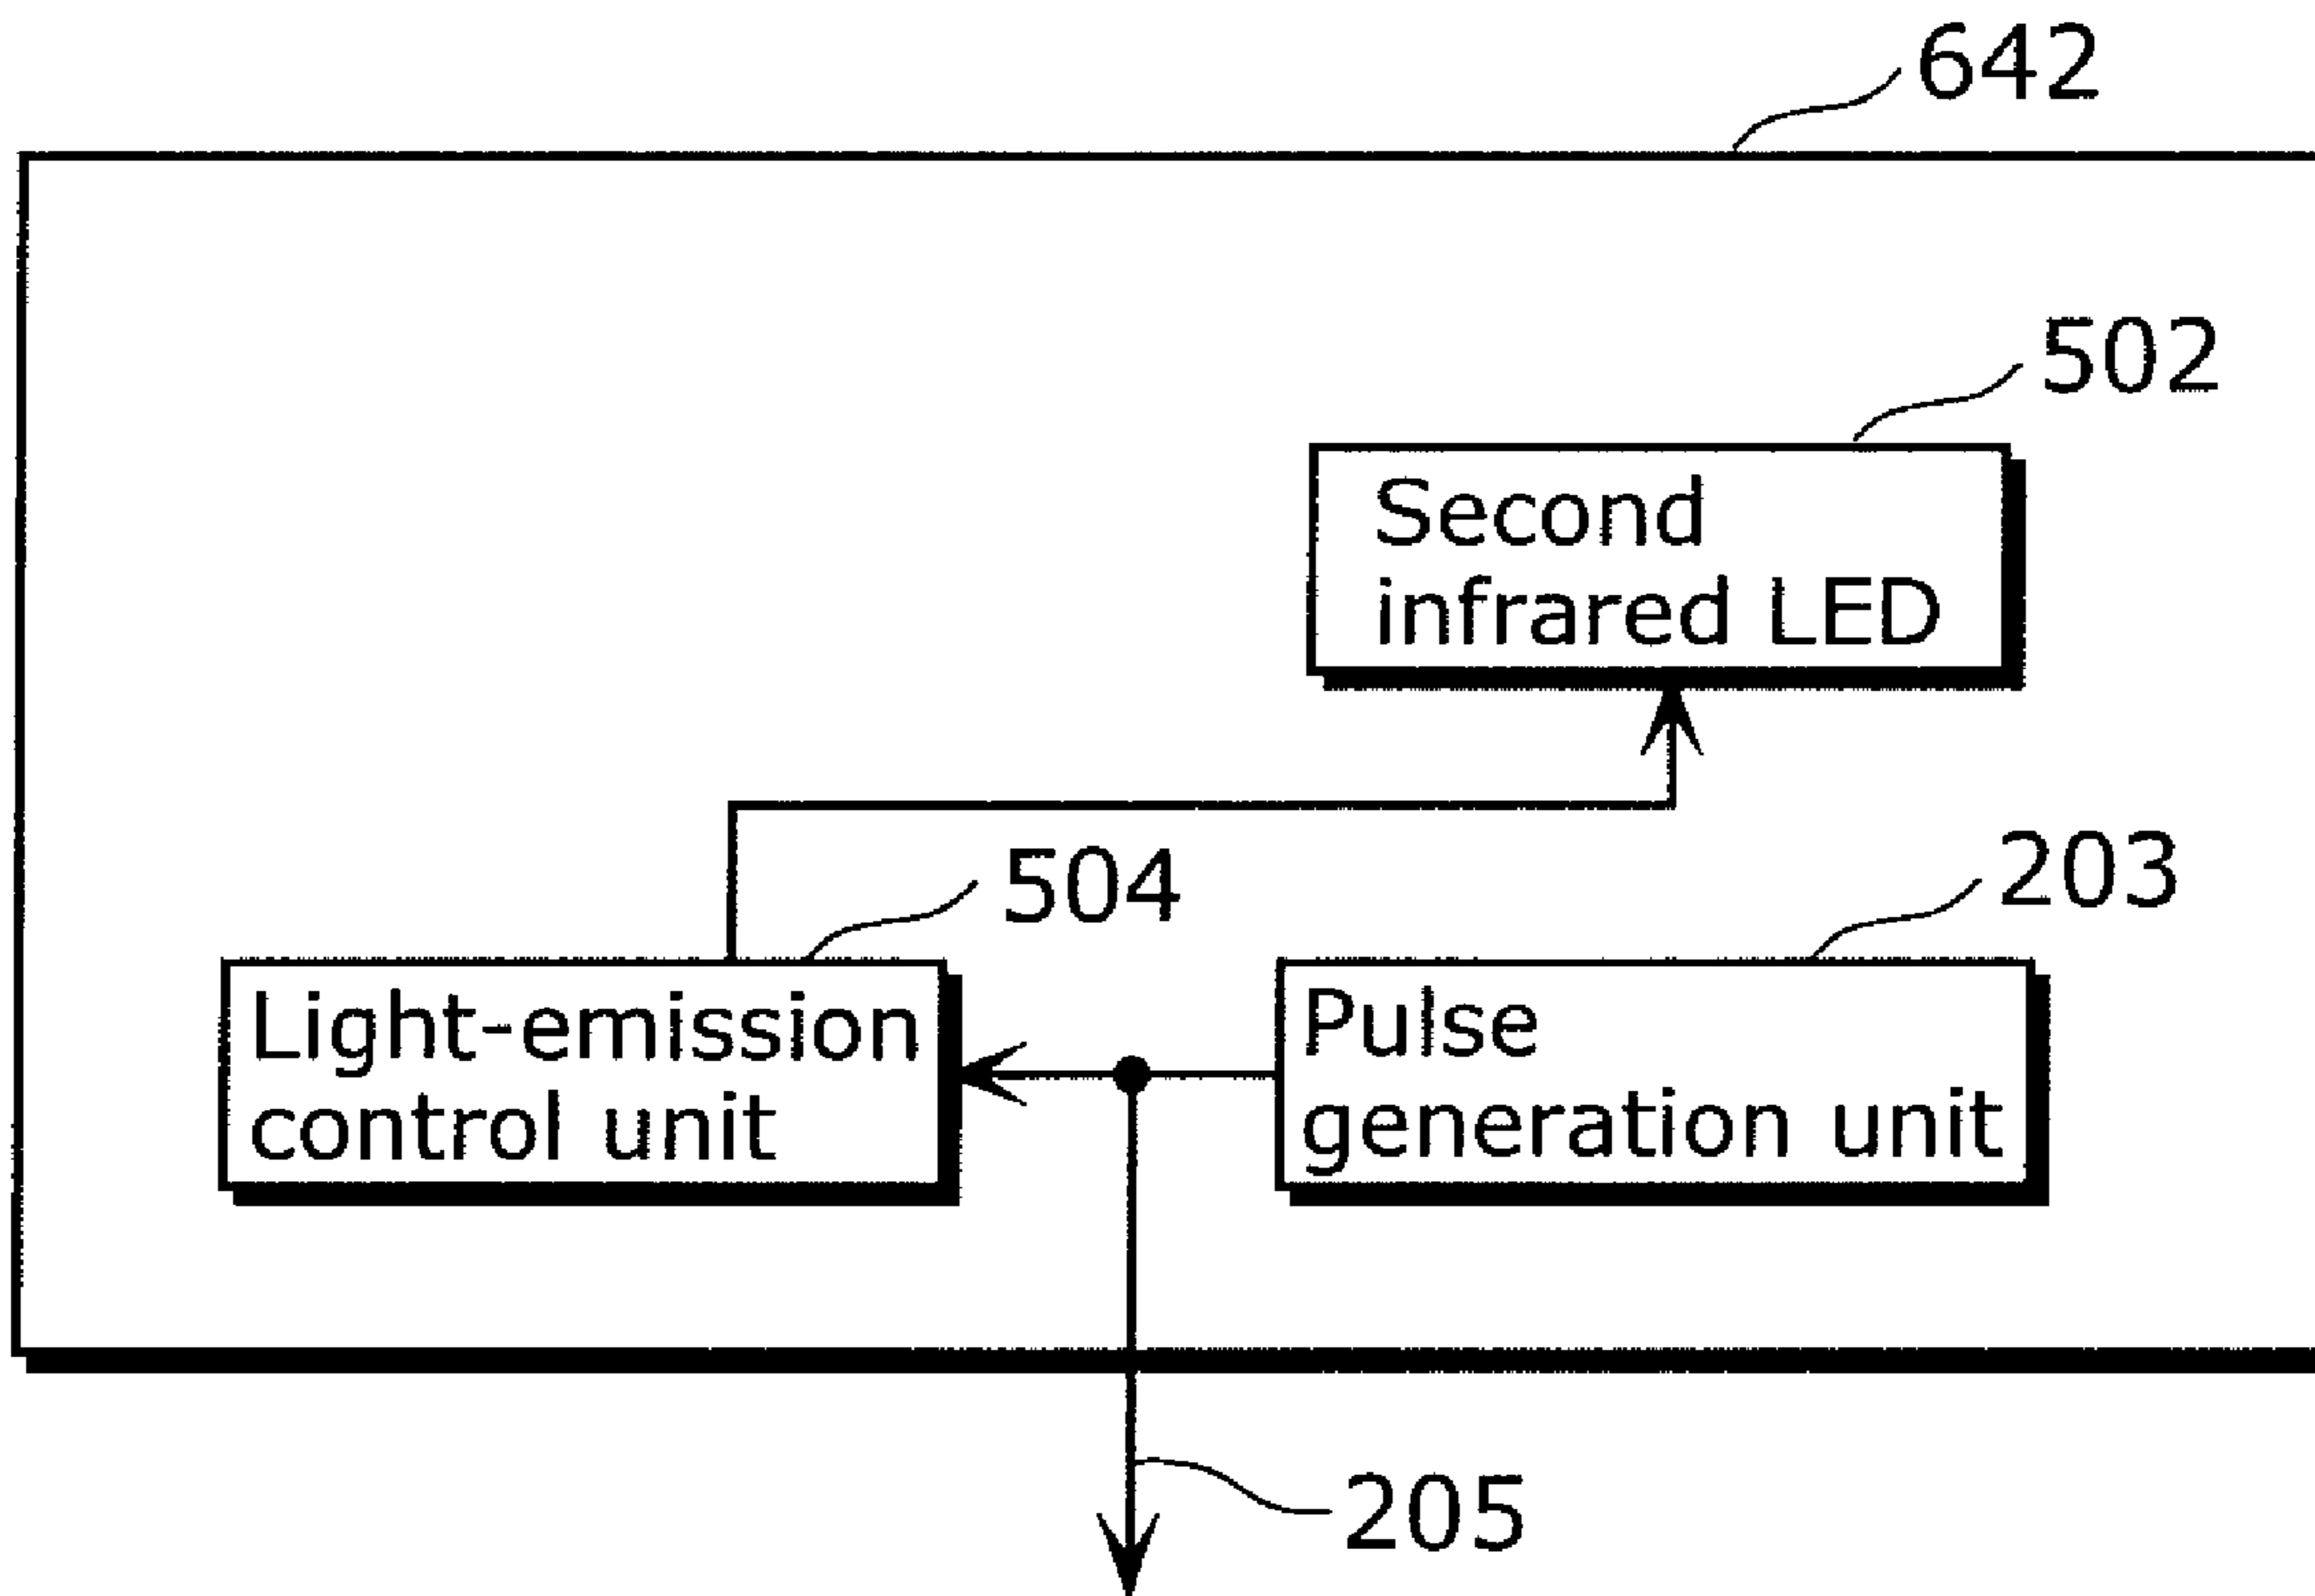 642
502
Second
infrared LED
504
203
Light-emission
control unit
Pulse
generation unit
205